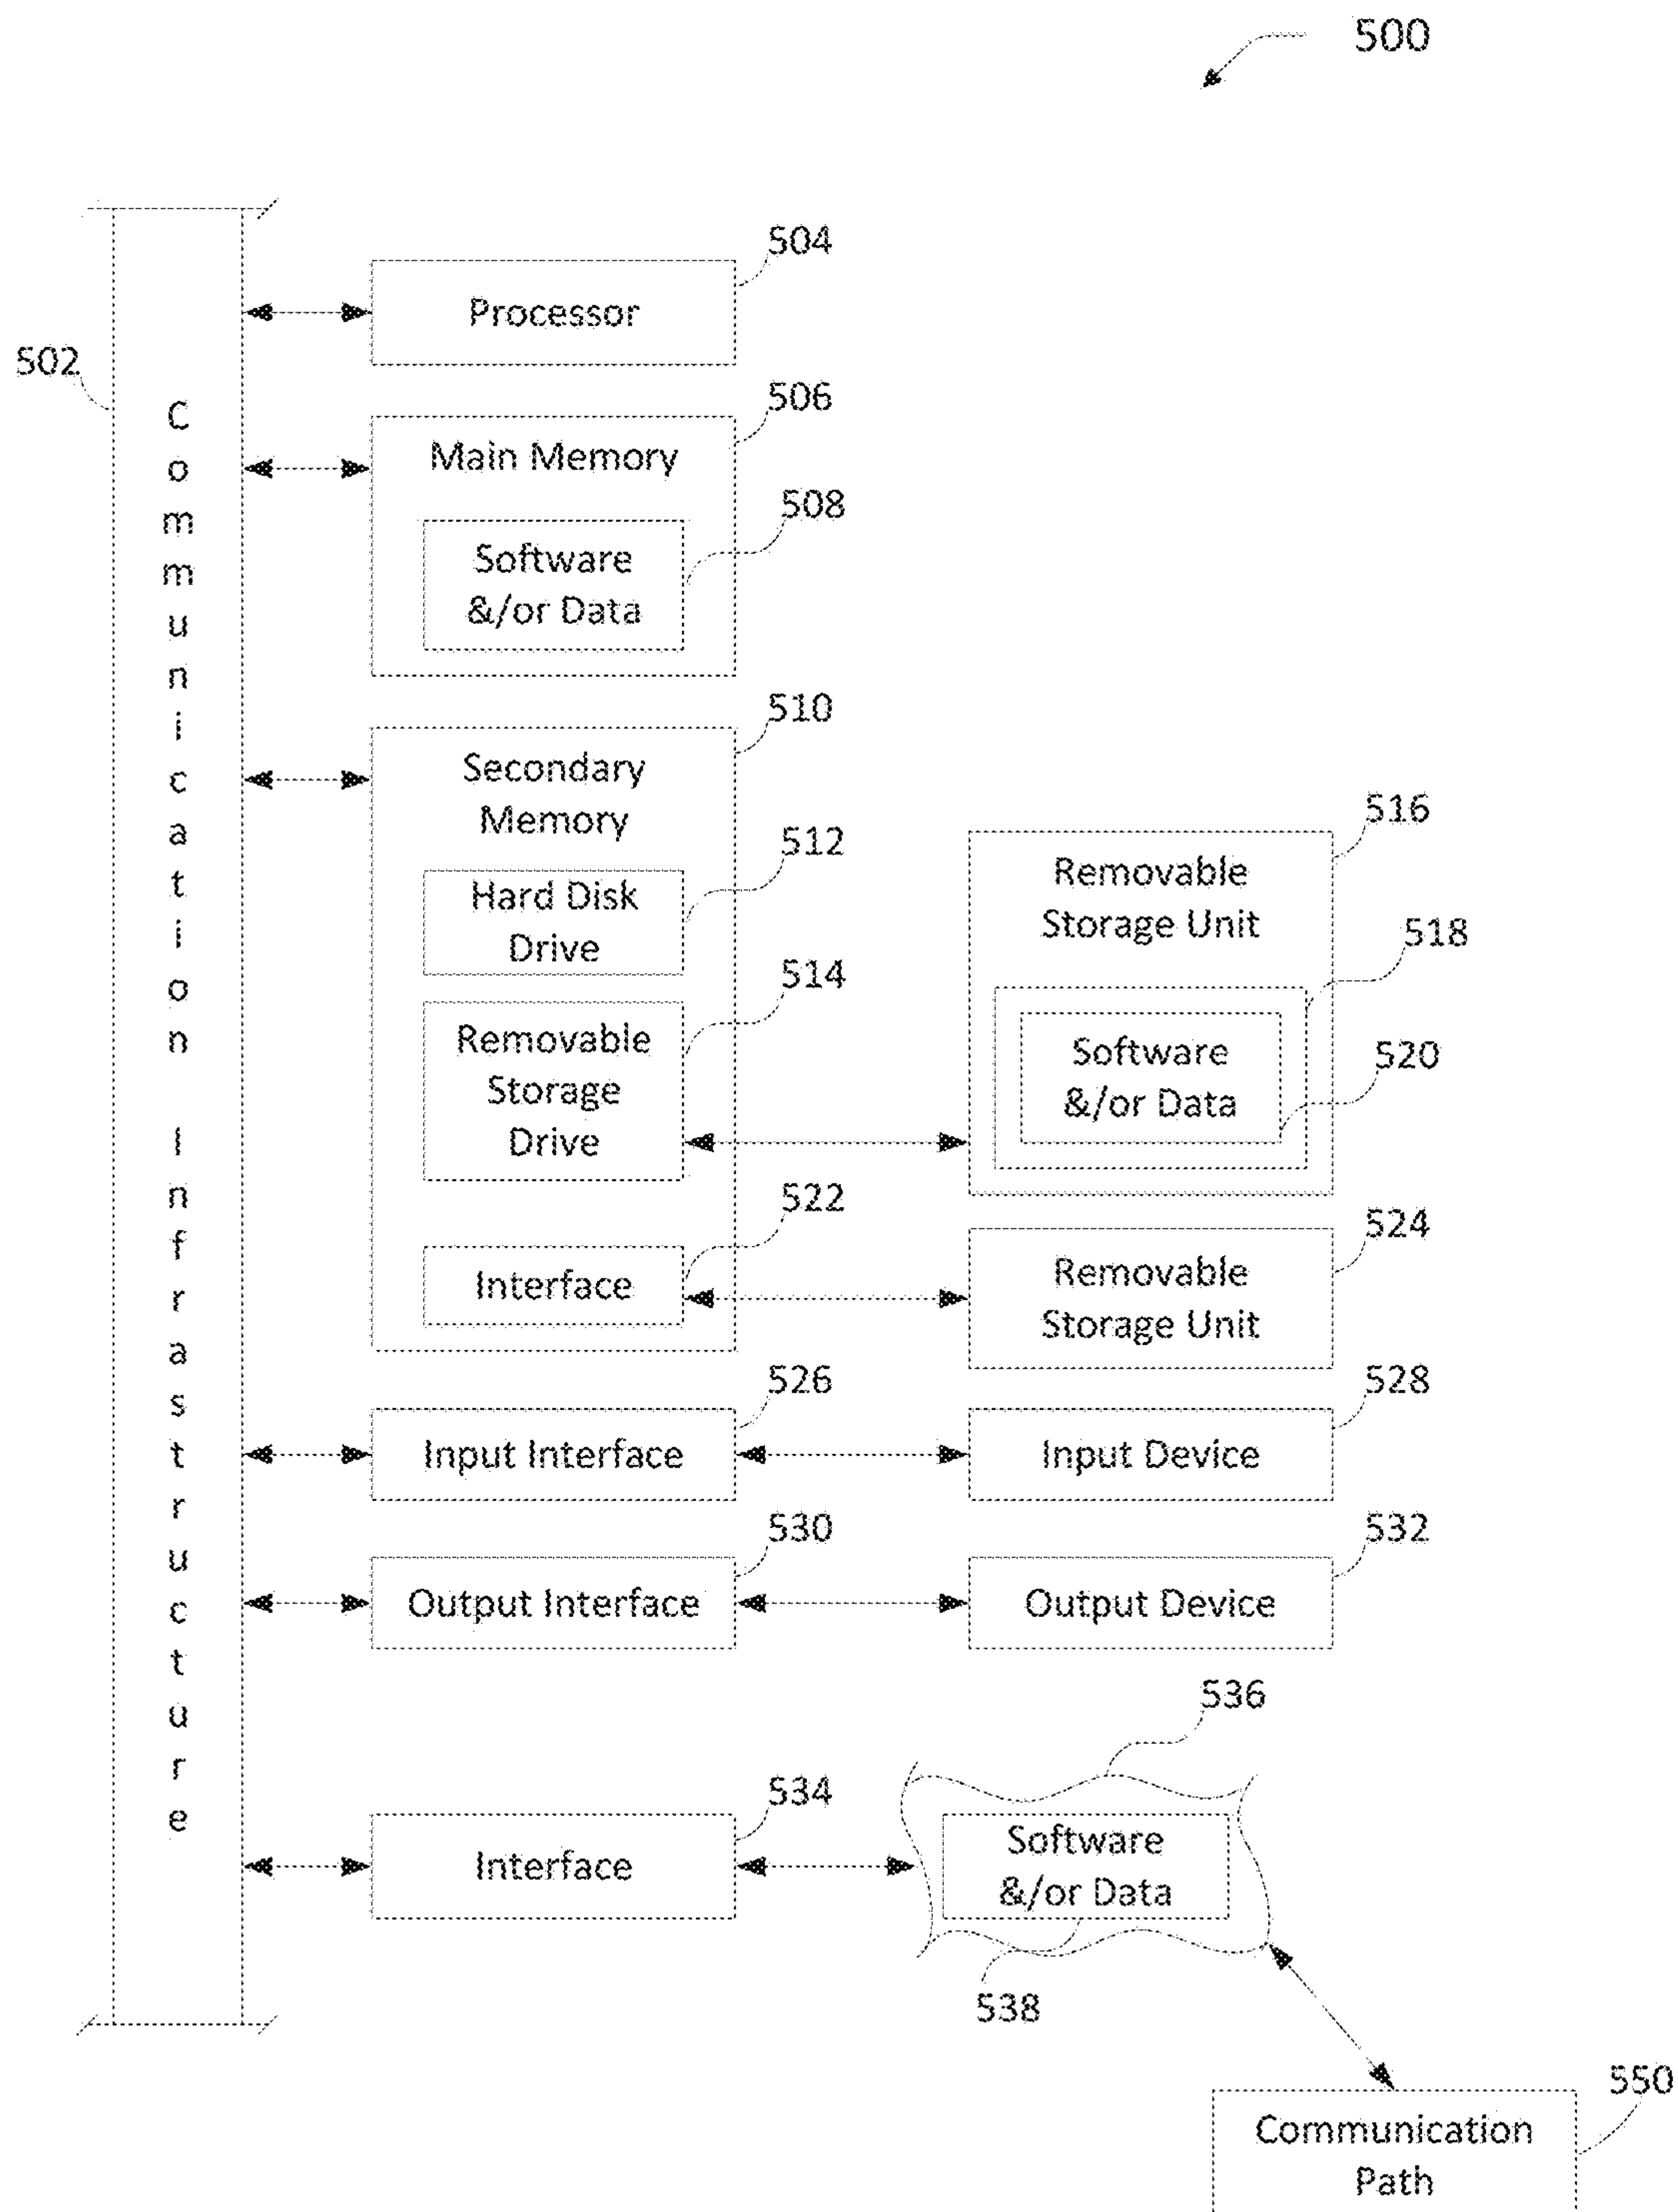 500
504
Processor
502
Communication Infrastructure
506
Main Memory
508
Software
&/or Data
510
Secondary
Memory
512
Hard Disk
Drive
514
Removable
Storage
Drive
516
Removable
Storage Unit
518
Software
&/or Data
520
522
Interface
524
Removable
Storage Unit
526
Input Interface
528
Input Device
530
Output Interface
532
Output Device
534
Interface
536
Software
&/or Data
538
550
Communication
Path